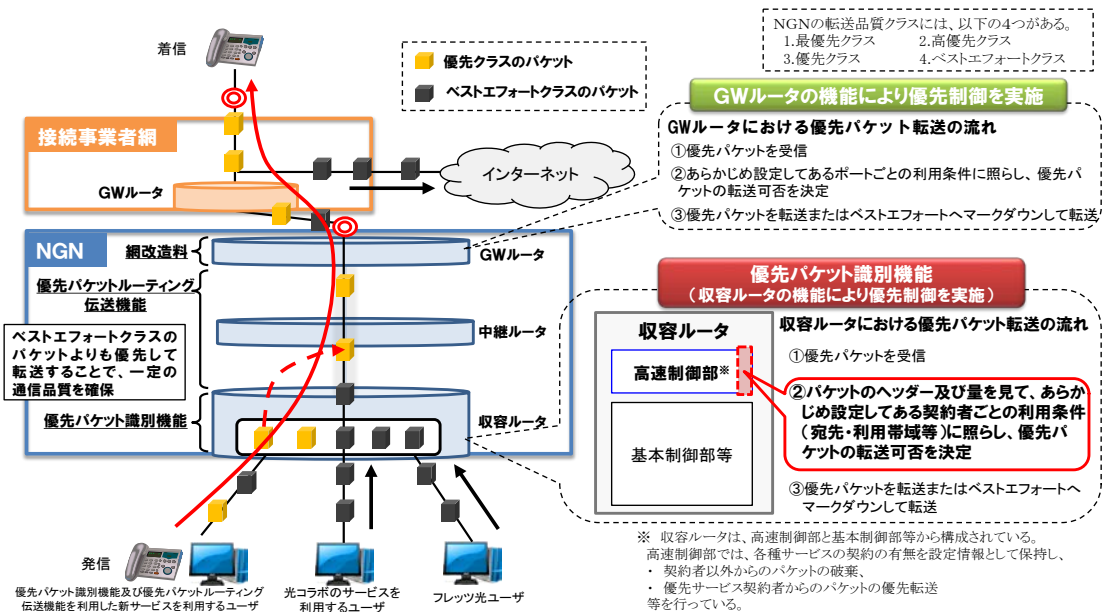 着信
優先クラスのパケット
ベストエフォートクラスのパケット
NGNの転送品質クラスには、以下の4つがある。
1.最優先クラス 2.高優先クラス
3.優先クラス 4.ベストエフォートクラス
接続事業者網
GWルータ
インターネット
NGN
網改造料
GWルータ
優先パケットルーティング
伝送機能
中継ルータ
ベストエフォートクラスの
パケットよりも優先して
転送することで、一定の
通信品質を確保
優先パケット識別機能
収容ルータ
発信
優先パケット識別機能及び優先パケットルーティング
伝送機能を利用した新サービスを利用するユーザ
光コラボのサービスを
利用するユーザ
フレッツ光ユーザ
GWルータの機能により優先制御を実施
GWルータにおける優先パケット転送の流れ
①優先パケットを受信
②あらかじめ設定してあるポートごとの利用条件に照らし、優先パ
ケットの転送可否を決定
③優先パケットを転送またはベストエフォートへマークダウンして転送
優先パケット識別機能
（収容ルータの機能により優先制御を実施）
収容ルータ
高速制御部※
基本制御部等
収容ルータにおける優先パケット転送の流れ
①優先パケットを受信
②パケットのヘッダー及び量を見て、あらか
じめ設定してある契約者ごとの利用条件
（宛先・利用帯域等）に照らし、優先パ
ケットの転送可否を決定
③優先パケットを転送またはベストエフォートへ
マークダウンして転送
※ 収容ルータは、高速制御部と基本制御部等から構成されている。
高速制御部では、各種サービスの契約の有無を設定情報として保持し、
・ 契約者以外からのパケットの破棄、
・ 優先サービス契約者からのパケットの優先転送
等を行っている。